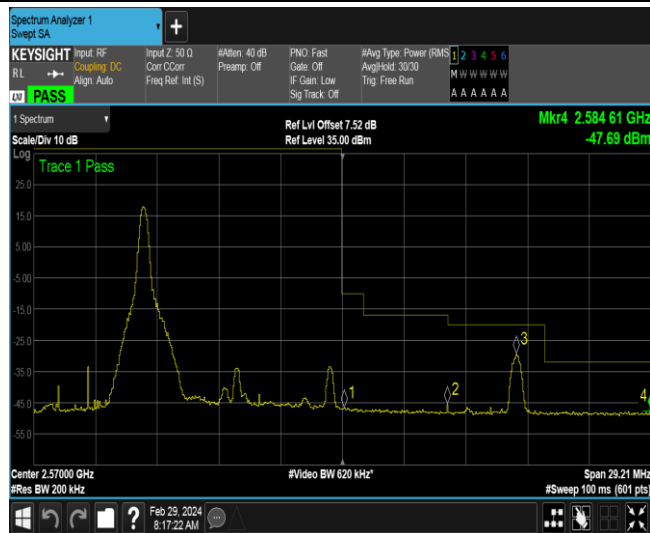 Spectrum Analyzer 1
Swept SA
+
KEYSIGHT
RL
LXI PASS
Input: RF
Coupling: DC
Align: Auto
Input Z: 50 Ω
Corr CCorr
Freq Ref: Int (S)
#Atten: 40 dB
Preamp: Off
PNO: Fast
Gate: Off
IF Gain: Low
Sig Track: Off
#Avg Type: Power (RMS
Avg|Hold: 30/30
Trig: Free Run
1 2 3 4 5 6
M W W W W W
A A A A A A
1 Spectrum
Scale/Div 10 dB
Log
Ref Lvl Offset 7.52 dB
Ref Level 35.00 dBm
Mkr4 2.584 61 GHz
-47.69 dBm
Trace 1 Pass
25.0
15.0
5.00
-5.00
-15.0
-25.0
-35.0
-45.0
-55.0
1
2
3
4
Center 2.57000 GHz
#Res BW 200 kHz
#Video BW 620 kHz*
Span 29.21 MHz
#Sweep 100 ms (601 pts)
?
Feb 29, 2024
8:17:22 AM